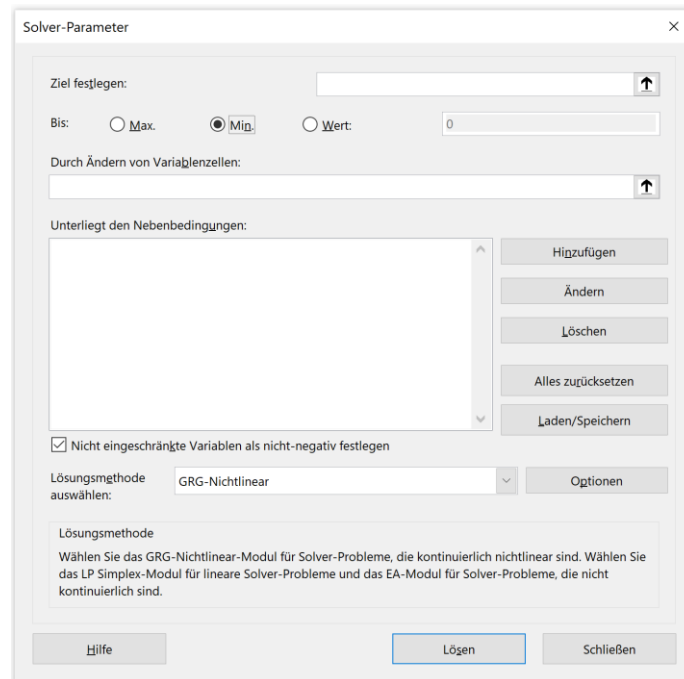 Solver-Parameter
Ziel festlegen:
Bis: Max. Min. Wert: 0
Durch Ändern von Variablenzellen:
Unterliegt den Nebenbedingungen:
Hinzufügen
Ändern
Löschen
Alles zurücksetzen
Laden/Speichern
Nicht eingeschränkte Variablen als nicht-negativ festlegen
Lösungsmethode
auswählen:
GRG-Nichtlinear
Optionen
Lösungsmethode
Wählen Sie das GRG-Nichtlinear-Modul für Solver-Probleme, die kontinuierlich nichtlinear sind. Wählen Sie
das LP Simplex-Modul für lineare Solver-Probleme und das EA-Modul für Solver-Probleme, die nicht
kontinuierlich sind.
Hilfe Lösen Schließen